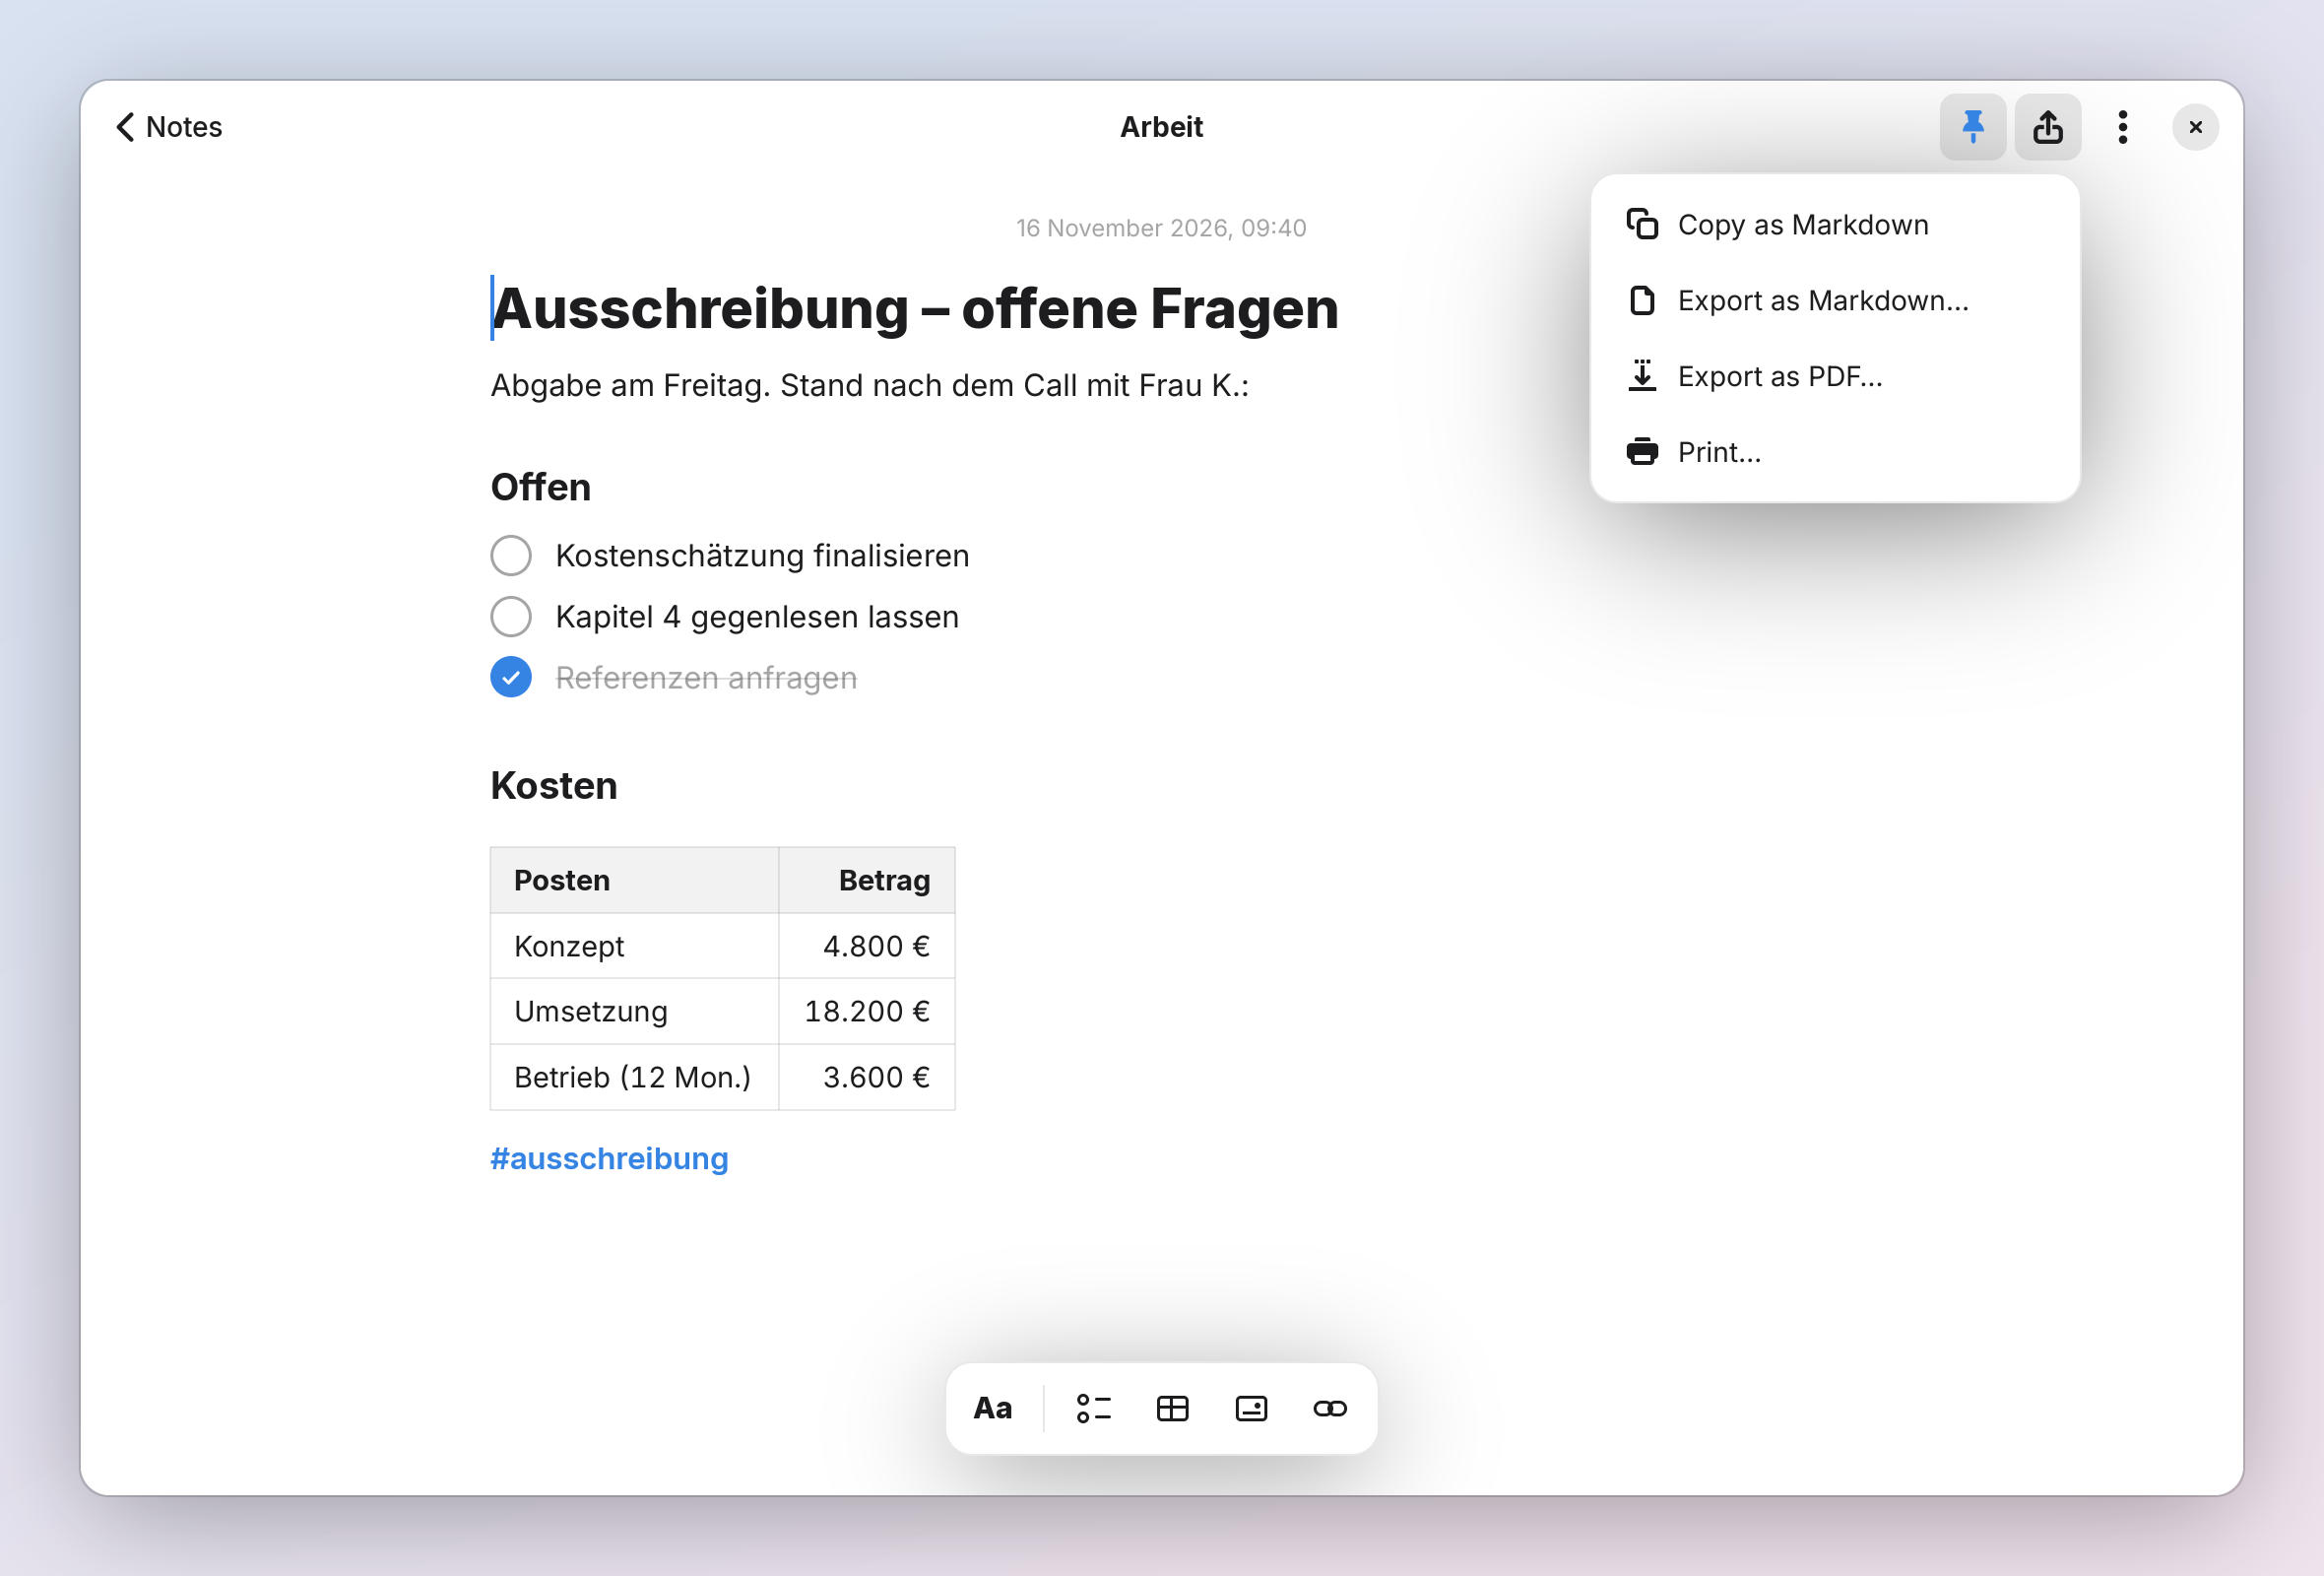 Notes
Arbeit
16 November 2026, 09:40
Ausschreibung – offene Fragen
Abgabe am Freitag. Stand nach dem Call mit Frau K.:
Offen
Kostenschätzung finalisieren
Kapitel 4 gegenlesen lassen
Referenzen anfragen
Kosten
Posten Betrag
Konzept 4.800 €
Umsetzung 18.200 €
Betrieb (12 Mon.) 3.600 €
#ausschreibung
Copy as Markdown
Export as Markdown...
Export as PDF...
Print...
Aa